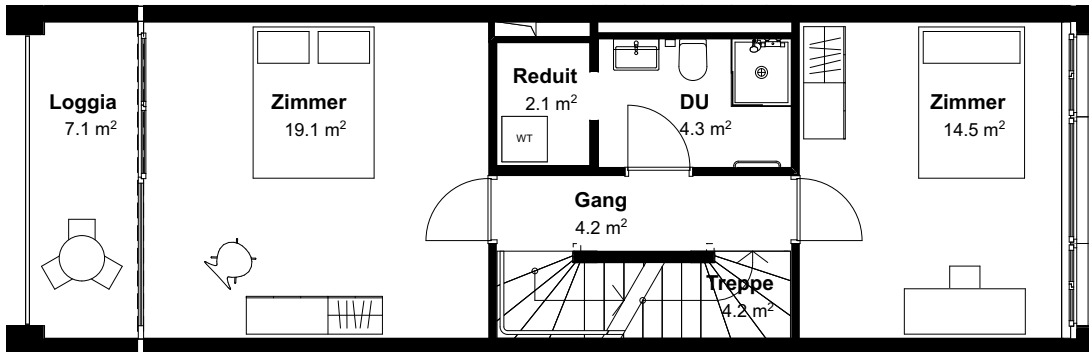 Loggia
7.1 m²
Zimmer
19.1 m²
Reduit
2.1 m²
WT
DU
4.3 m²
Zimmer
14.5 m²
Gang
4.2 m²
Treppe
4.2 m²